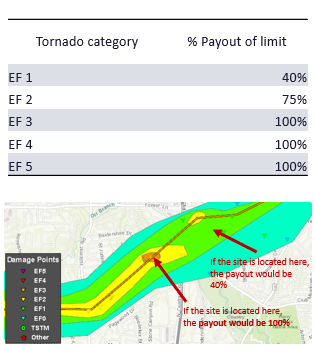 Tornado category % Payout of limit
EF 1 40%
EF 2 75%
EF 3 100%
EF 4 100%
EF 5 100%
Damage Points
EF5
EF4
EF3
EF2
EF1
EF0
TSTM
Other
If the site is located here,
the payout would be
40%
If the site is located here,
the payout would be 100%